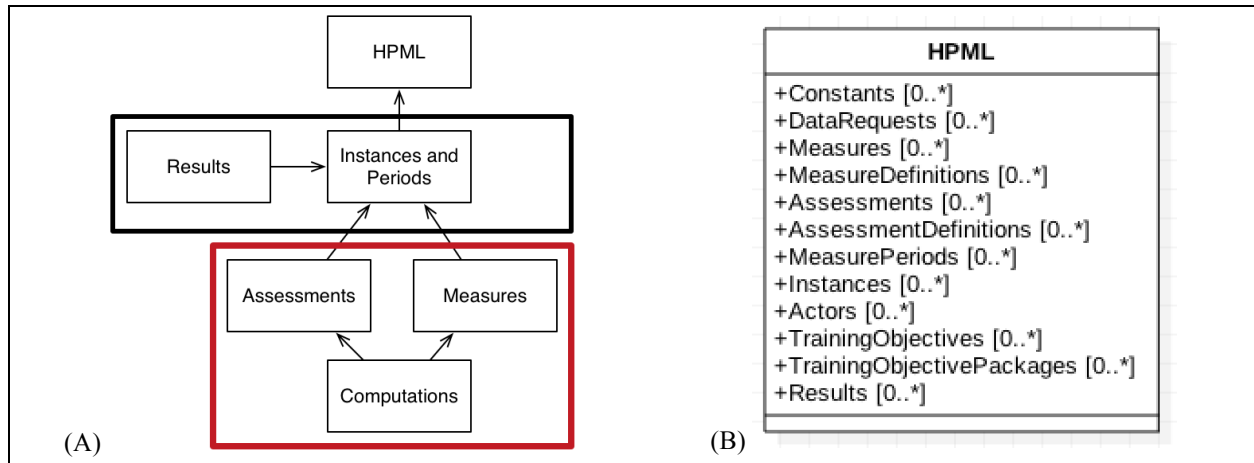 HPML
Results
Instances and
Periods
Assessments
Measures
Computations
(A)
HPML
+Constants [0..*]
+DataRequests [0..*]
+Measures [0..*]
+MeasureDefinitions [0..*]
+Assessments [0..*]
+AssessmentDefinitions [0..*]
+MeasurePeriods [0..*]
+Instances [0..*]
+Actors [0..*]
+TrainingObjectives [0..*]
+TrainingObjectivePackages [0..*]
+Results [0..*]
(B)